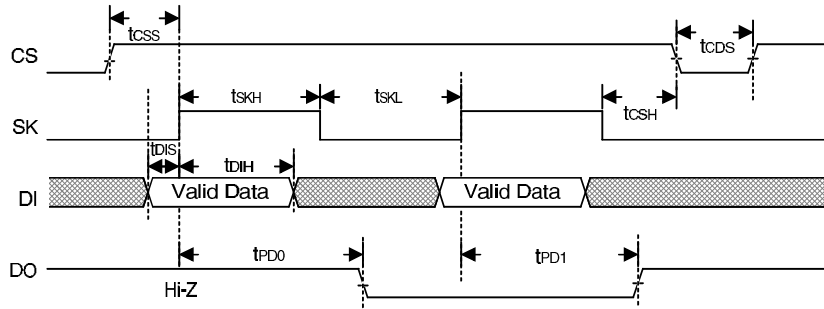 tCSS
tCDS
CS
tSKH
tSKL
SK
tCSH
tDIS
tDIH
DI
Valid Data
Valid Data
tPD0
tPD1
DO
Hi-Z